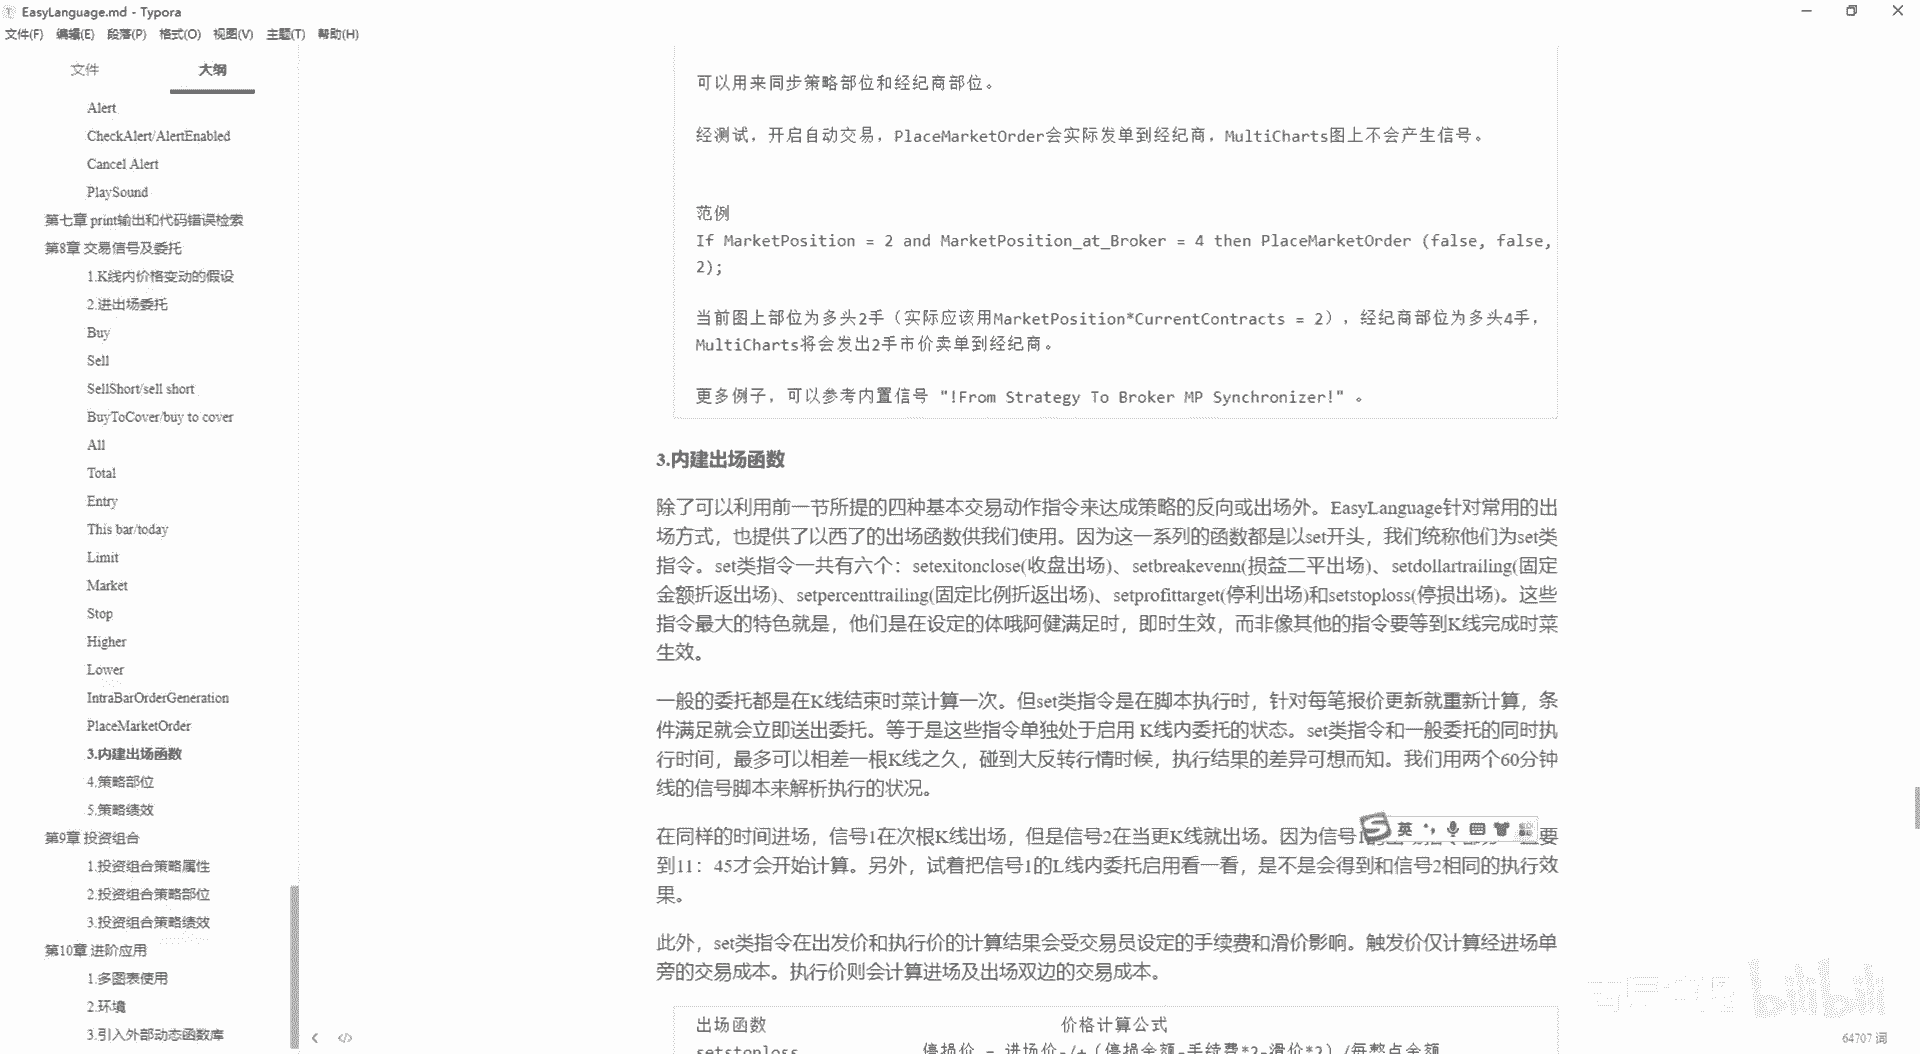 EasyLanguage.md - Typora
文件(F) 编辑(E) 段落(P) 格式(O) 视图(V) 主题(T) 帮助(H)
文件 大纲
Alert
CheckAlert/AlertEnabled
Cancel Alert
PlaySound
第七章 print输出和代码错误检索
第8章 交易信号及委托
1.K线内价格变动的假设
2.进出场委托
Buy
Sell
SellShort/sell short
BuyToCover/buy to cover
All
Total
Entry
This bar/today
Limit
Market
Stop
Higher
Lower
IntraBarOrderGeneration
PlaceMarketOrder
3.内建出场函数
4.策略部位
5.策略绩效
第9章 投资组合
1.投资组合策略属性
2.投资组合策略部位
3.投资组合策略绩效
第10章 进阶应用
1.多图表使用
2.环境
3.引入外部动态函数库
可以用来同步策略部位和经纪商部位。
经测试，开启自动交易，PlaceMarketOrder会实际发单到经纪商，MultiCharts图上不会产生信号。
范例
If MarketPosition = 2 and MarketPosition_at_Broker = 4 then PlaceMarketOrder (false, false,
2);
当前图上部位为多头2手（实际应该用MarketPosition*CurrentContracts = 2），经纪商部位为多头4手，
MultiCharts将会发出2手市价卖单到经纪商。
更多例子，可以参考内置信号 "!From Strategy To Broker MP Synchronizer!" 。
3.内建出场函数
除了可以利用前一节所提的四种基本交易动作指令来达成策略的反向或出场外。EasyLanguage针对常用的出
场方式，也提供了以西了的出场函数供我们使用。因为这一系列的函数都是以set开头，我们统称他们为set类
指令。set类指令一共有六个：setexitonclose(收盘出场)、setbreakevenn(损益二平出场)、setdollartrailing(固定
金额折返出场)、setpercenttrailing(固定比例折返出场)、setprofittarget(停利出场)和setstoploss(停损出场)。这些
指令最大的特色就是，他们是在设定的体哦阿健满足时，即时生效，而非像其他的指令要等到K线完成时菜
生效。
一般的委托都是在K线结束时菜计算一次。但set类指令是在脚本执行时，针对每笔报价更新就重新计算，条
件满足就会立即送出委托。等于是这些指令单独处于启用 K线内委托的状态。set类指令和一般委托的同时执
行时间，最多可以相差一根K线之久，碰到大反转行情时候，执行结果的差异可想而知。我们用两个60分钟
线的信号脚本来解析执行的状况。
在同样的时间进场，信号1在次根K线出场，但是信号2在当更K线就出场。因为信号 要
到11：45才会开始计算。另外，试着把信号1的L线内委托启用看一看，是不是会得到和信号2相同的执行效
果。
此外，set类指令在出发价和执行价的计算结果会受交易员设定的手续费和滑价影响。触发价仅计算经进场单
旁的交易成本。执行价则会计算进场及出场双边的交易成本。
出场函数 价格计算公式
setstoploss 停损价 = 进场价-/+（停损金额-手续费*2-滑价*2）/每整点金额
英
bilibili
64707 词